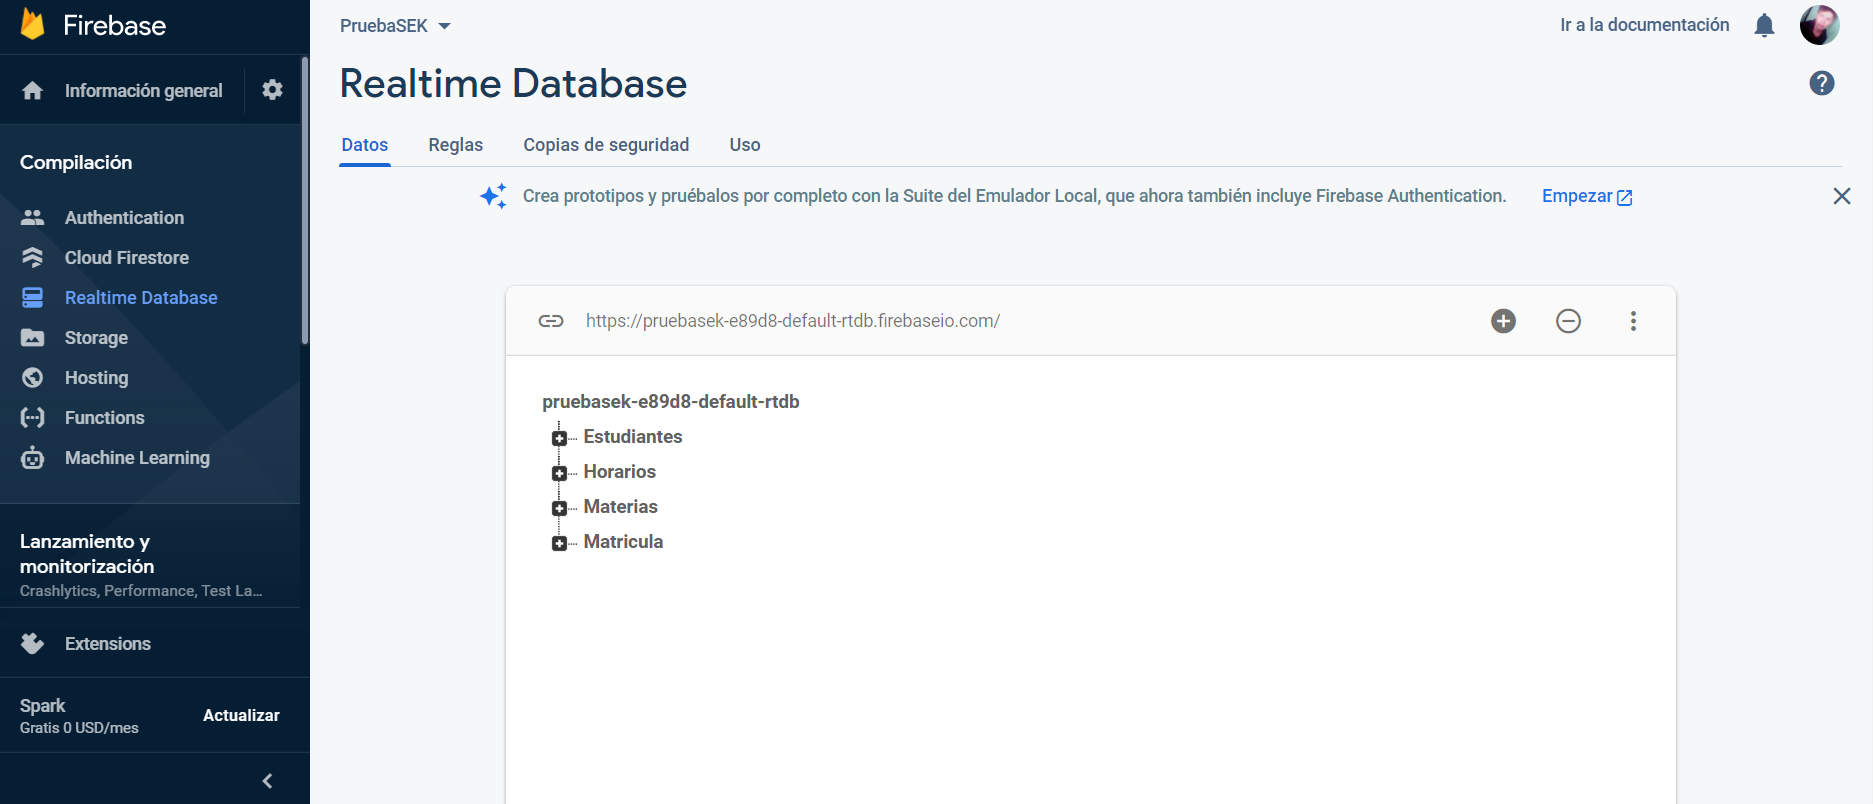 Firebase
Información general
Compilación
Authentication
Cloud Firestore
Realtime Database
Storage
Hosting
Functions
Machine Learning
Lanzamiento y
monitorización
Crashlytics, Performance, Test La...
Extensions
Spark
Gratis 0 USD/mes
Actualizar
PruebaSEK
Ir a la documentación
Realtime Database
?
Datos Reglas Copias de seguridad Uso
Crea prototipos y pruébalos por completo con la Suite del Emulador Local, que ahora también incluye Firebase Authentication. Empezar
https://pruebasek-e89d8-default-rtdb.firebaseio.com/
pruebasek-e89d8-default-rtdb
Estudiantes
Horarios
Materias
Matricula